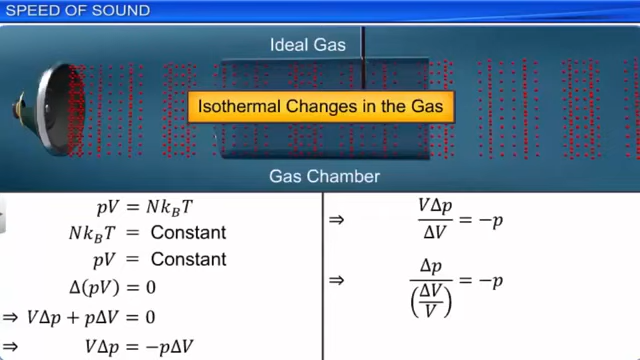 SPEED OF SOUND
Ideal Gas
Isothermal Changes in the Gas
Gas Chamber
pV = Nk_BT
Nk_BT = Constant
pV = Constant
Δ(pV) = 0
⇒ VΔp + pΔV = 0
⇒ VΔp = −pΔV
⇒ VΔp/ΔV = −p
⇒ Δp/(ΔV/V) = −p